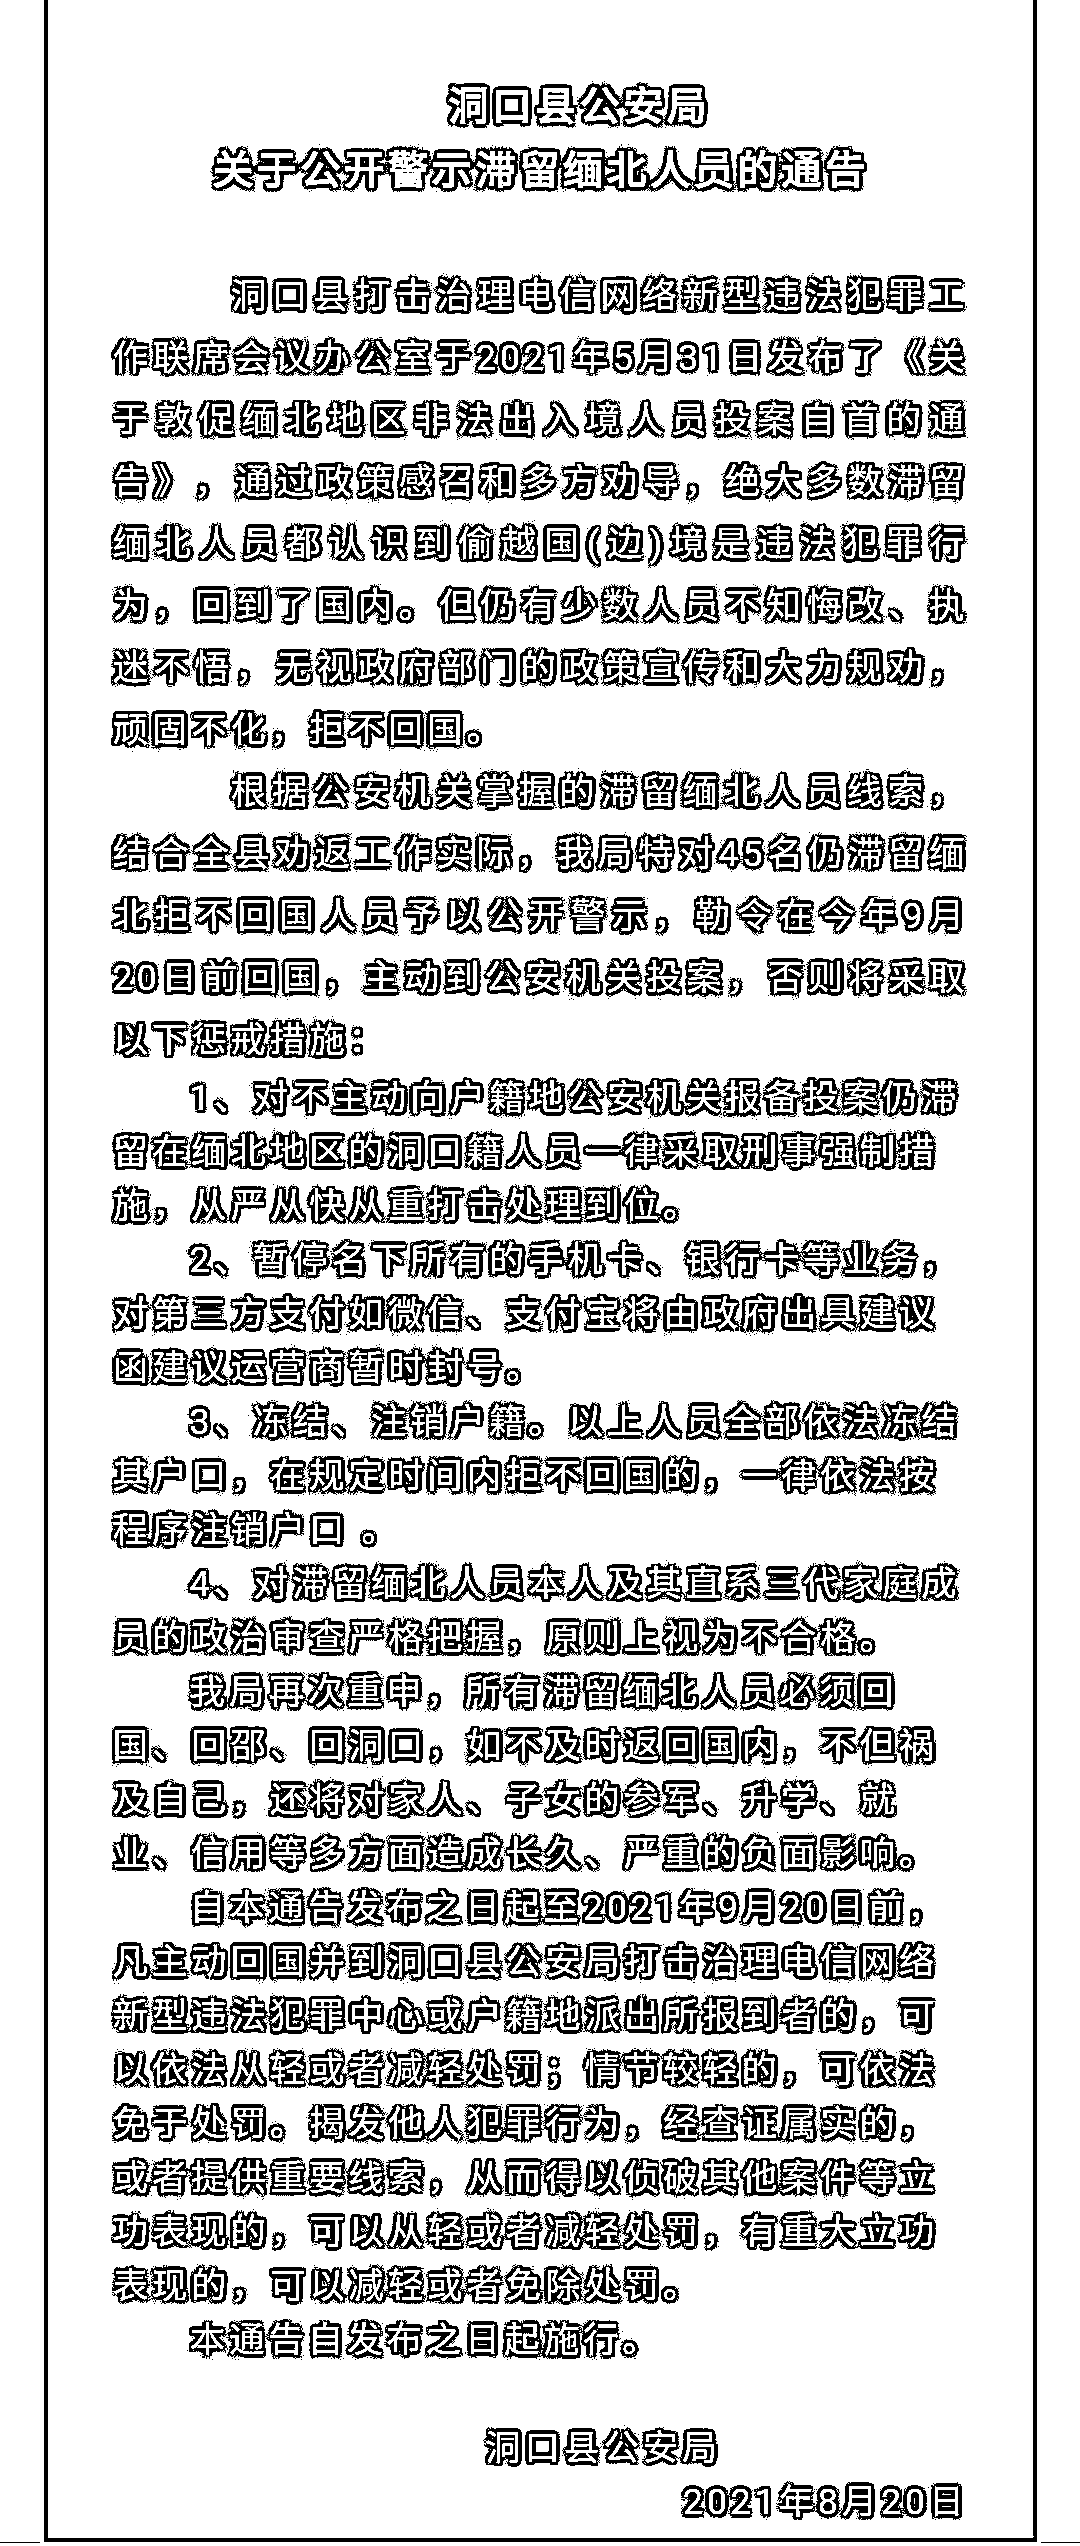 洞口县公安局
关于公开警示滞留缅北人员的通告
洞口县打击治理电信网络新型违法犯罪工
作联席会议办公室于2021年5月31日发布了《关
于敦促缅北地区非法出入境人员投案自首的通
告》，通过政策感召和多方劝导，绝大多数滞留
缅北人员都认识到偷越国(边)境是违法犯罪行
为，回到了国内。但仍有少数人员不知悔改、执
迷不悟，无视政府部门的政策宣传和大力规劝，
顽固不化，拒不回国。
根据公安机关掌握的滞留缅北人员线索，
结合全县劝返工作实际，我局特对45名仍滞留缅
北拒不回国人员予以公开警示，勒令在今年9月
20日前回国，主动到公安机关投案，否则将采取
以下惩戒措施：
1、对不主动向户籍地公安机关报备投案仍滞
留在缅北地区的洞口籍人员一律采取刑事强制措
施，从严从快从重打击处理到位。
2、暂停名下所有的手机卡、银行卡等业务，
对第三方支付如微信、支付宝将由政府出具建议
函建议运营商暂时封号。
3、冻结、注销户籍。以上人员全部依法冻结
其户口，在规定时间内拒不回国的，一律依法按
程序注销户口 。
4、对滞留缅北人员本人及其直系三代家庭成
员的政治审查严格把握，原则上视为不合格。
我局再次重申，所有滞留缅北人员必须回
国、回邵、回洞口，如不及时返回国内，不但祸
及自己，还将对家人、子女的参军、升学、就
业、信用等多方面造成长久、严重的负面影响。
自本通告发布之日起至2021年9月20日前，
凡主动回国并到洞口县公安局打击治理电信网络
新型违法犯罪中心或户籍地派出所报到者的，可
以依法从轻或者减轻处罚；情节较轻的，可依法
免于处罚。揭发他人犯罪行为，经查证属实的，
或者提供重要线索，从而得以侦破其他案件等立
功表现的，可以从轻或者减轻处罚，有重大立功
表现的，可以减轻或者免除处罚。
本通告自发布之日起施行。
洞口县公安局
2021年8月20日